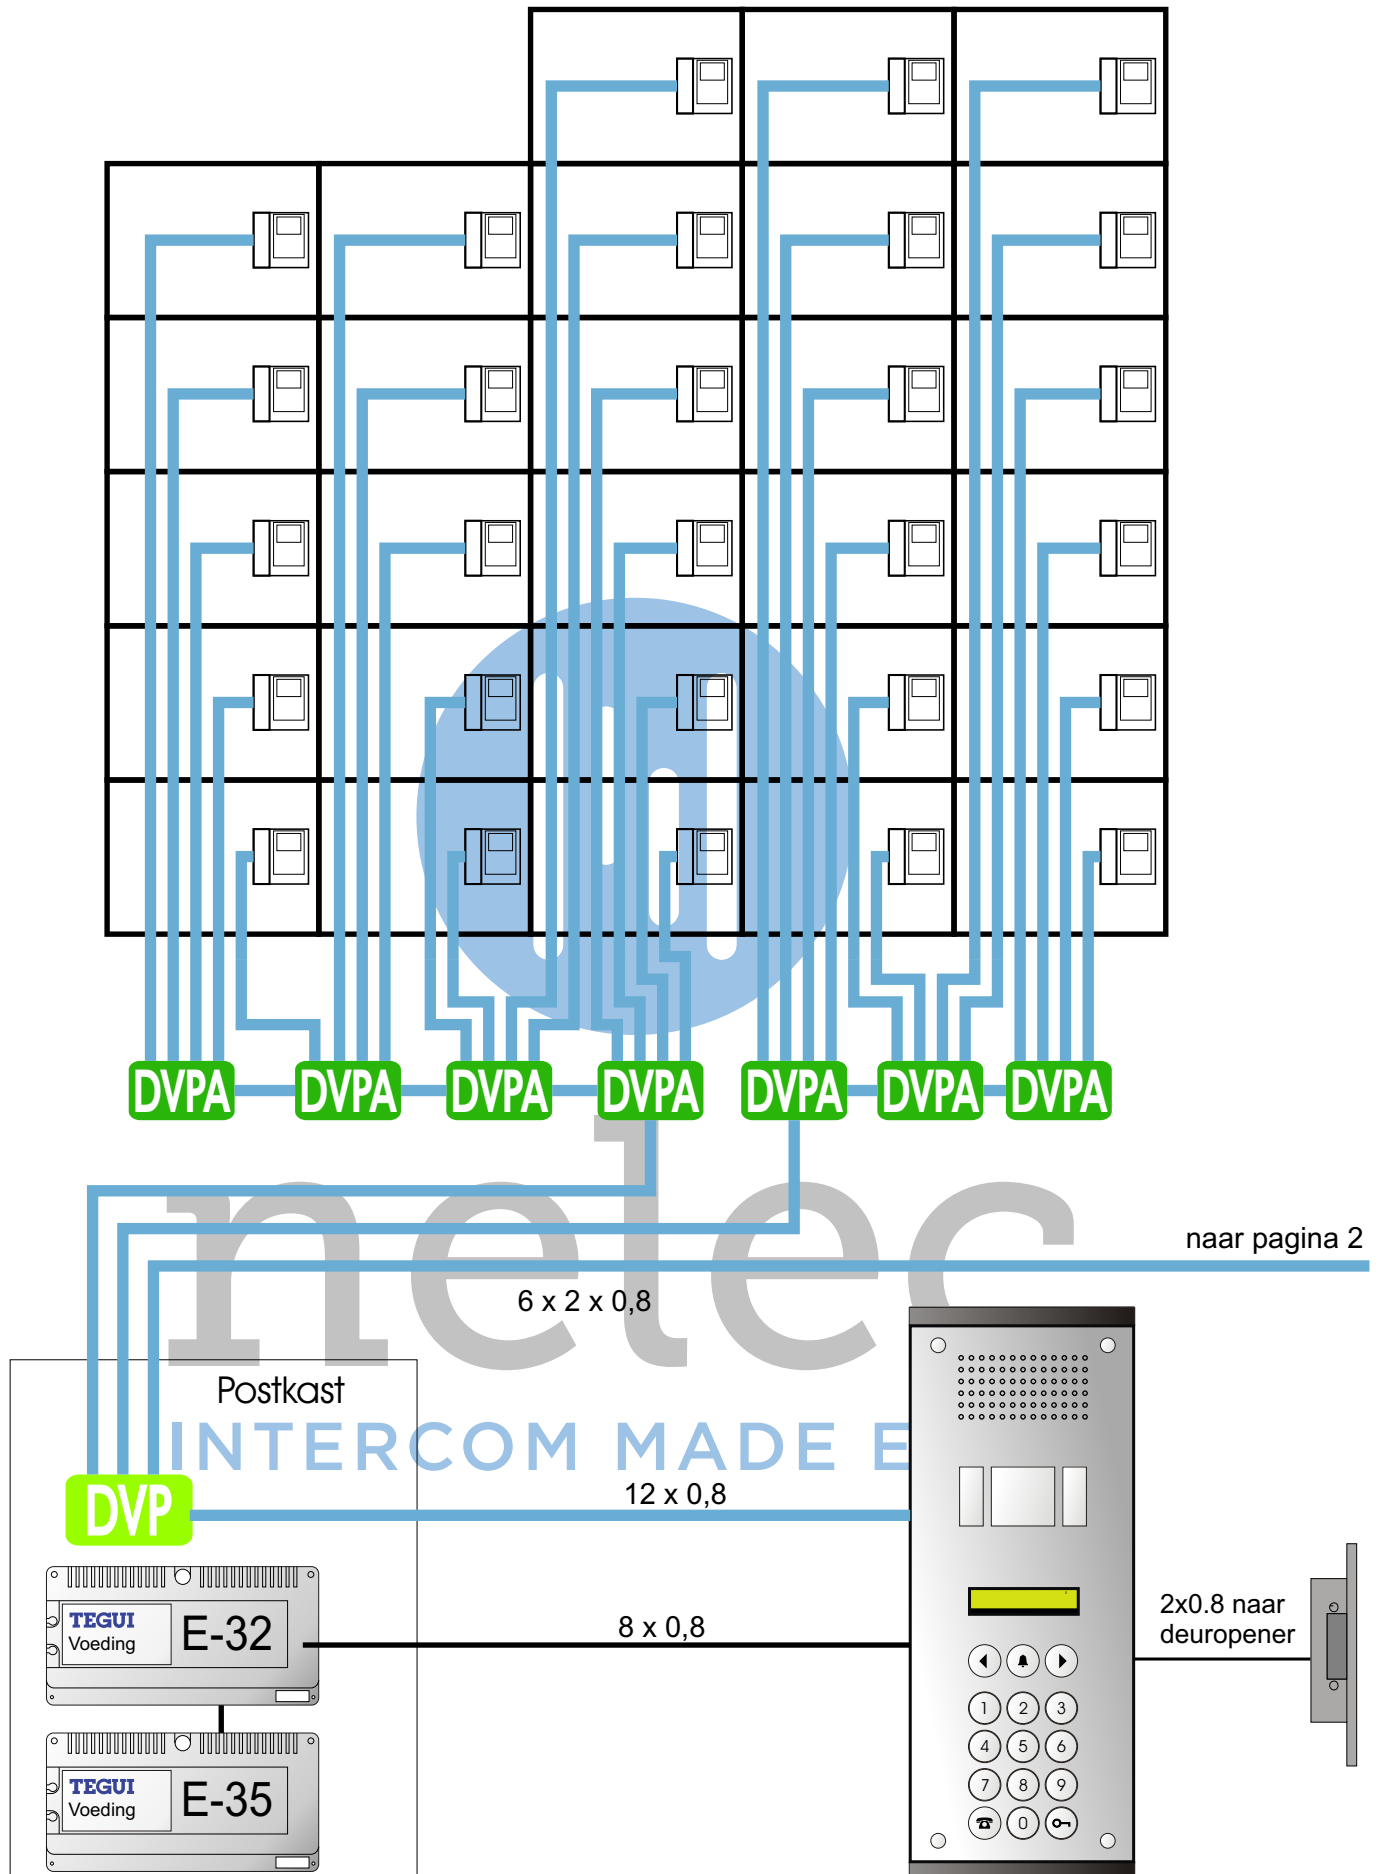 DVPA DVPA DVPA DVPA DVPA DVPA DVPA
nelec
naar pagina 2
6 x 2 x 0,8
Postkast
INTERCOM MADE E
DVP
12 x 0,8
TEGUI
Voeding
E-32
8 x 0,8
2x0.8 naar
deuropener
TEGUI
Voeding
E-35
1 2 3
4 5 6
7 8 9
0